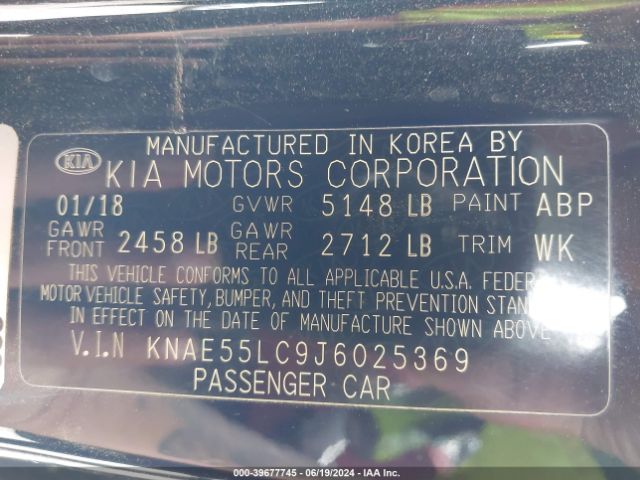 MANUFACTURED IN KOREA BY
KIA KIA MOTORS CORPORATION
01/18 GVWR 5148 LB PAINT ABP
GAWR FRONT 2458 LB GAWR REAR 2712 LB TRIM WK
THIS VEHICLE CONFORMS TO ALL APPLICABLE U.S.A. FEDER
MOTOR VEHICLE SAFETY, BUMPER, AND THEFT PREVENTION STAN
IN EFFECT ON THE DATE OF MANUFACTURE SHOWN ABOVE
V.I.N KNAE55LC9J6025369
PASSENGER CAR
000-39677745 - 06/19/2024 - IAA Inc.